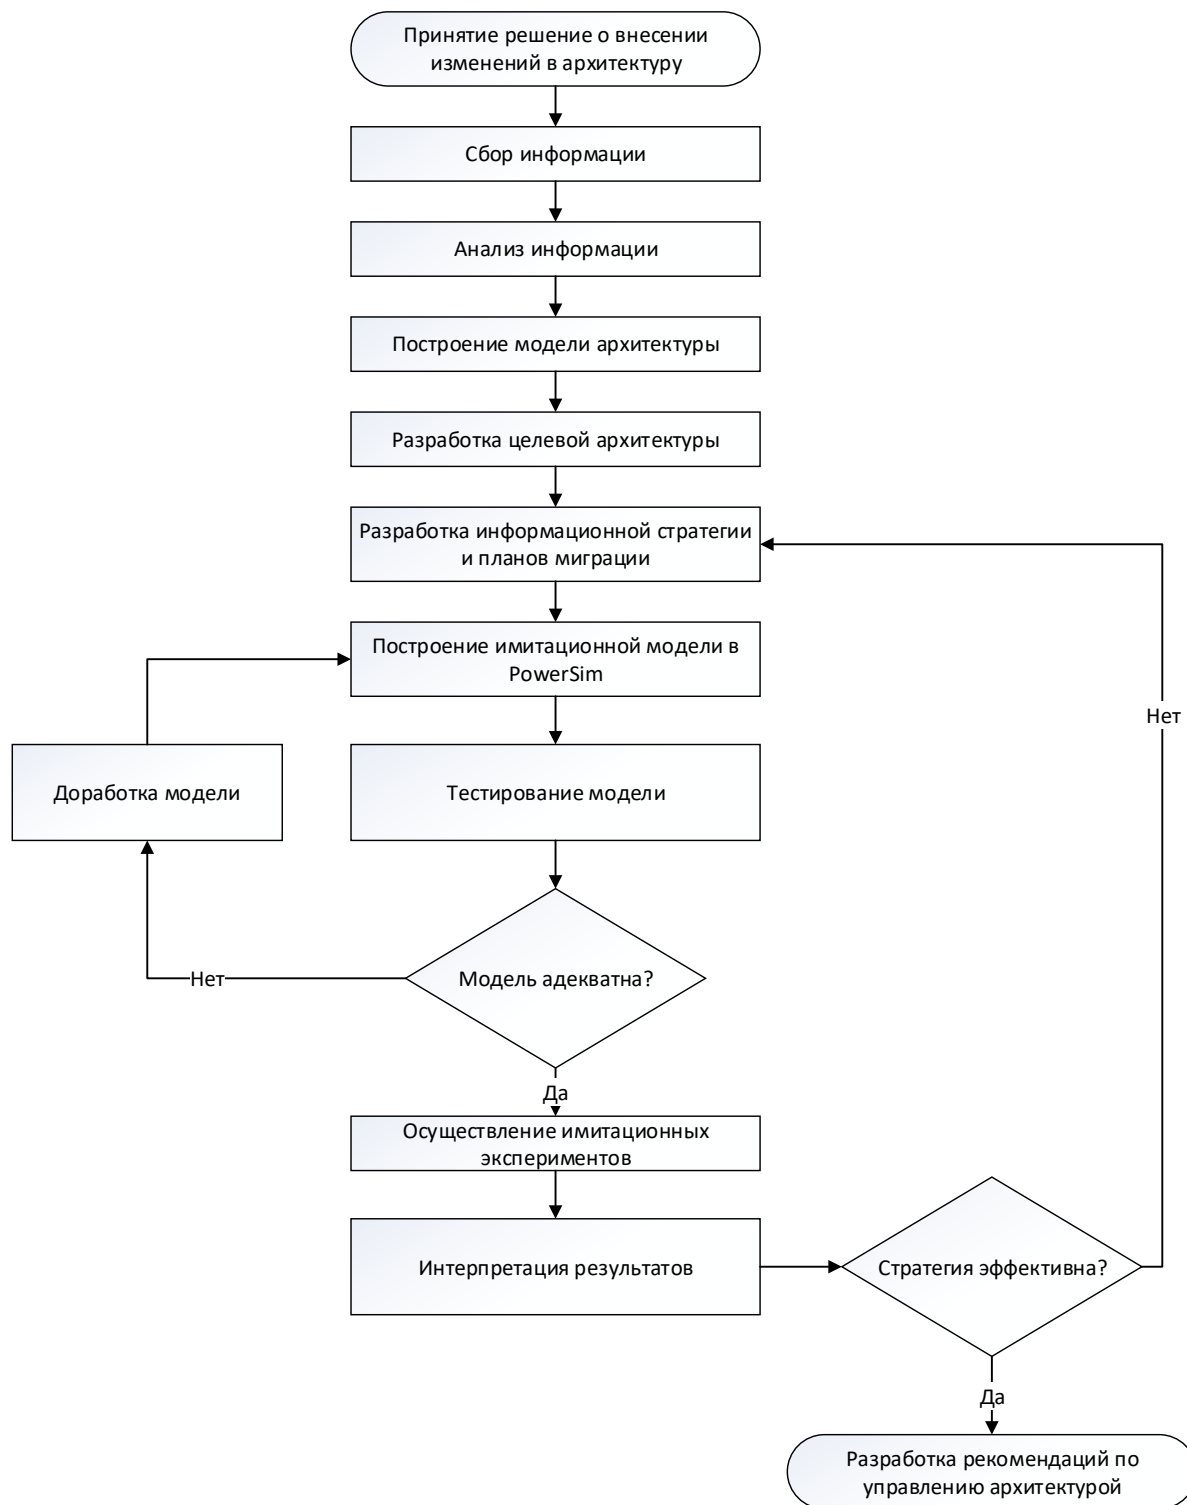 Принятие решение о внесении
изменений в архитектуру
Сбор информации
Анализ информации
Построение модели архитектуры
Разработка целевой архитектуры
Разработка информационной стратегии
и планов миграции
Построение имитационной модели в
PowerSim
Нет
Доработка модели
Тестирование модели
Модель адекватна?
Нет
Да
Осуществление имитационных
экспериментов
Интерпретация результатов
Стратегия эффективна?
Да
Разработка рекомендаций по
управлению архитектурой